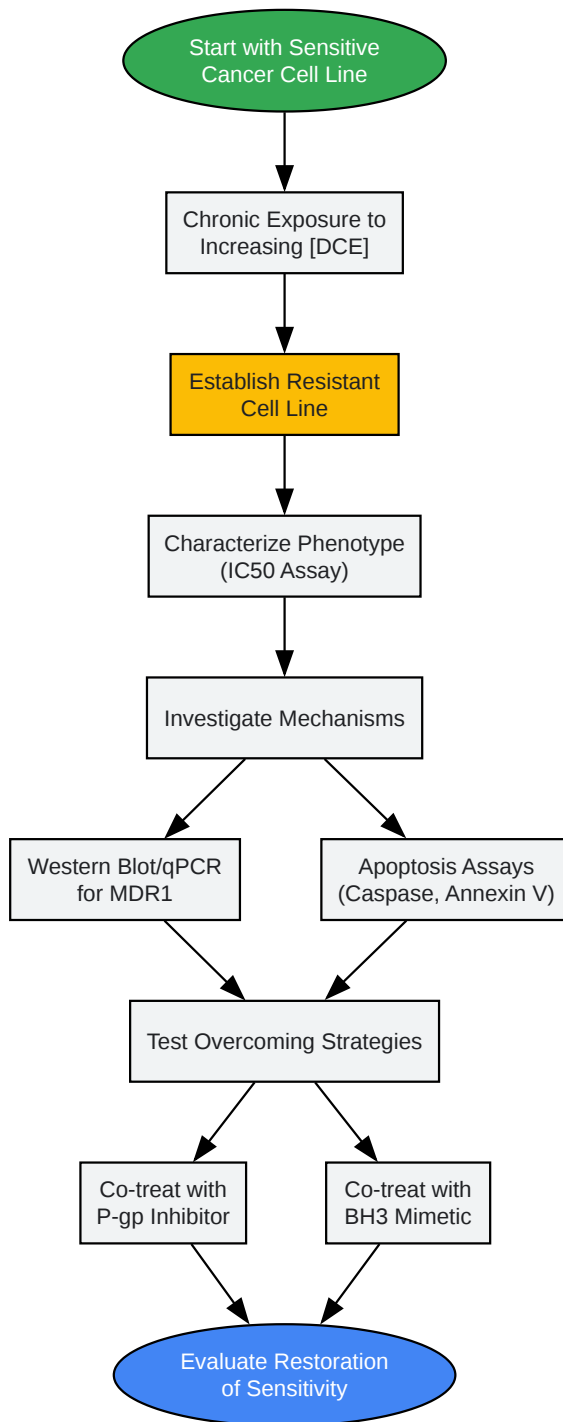 Start with Sensitive
Cancer Cell Line
Chronic Exposure to
Increasing [DCE]
Establish Resistant
Cell Line
Characterize Phenotype
(IC50 Assay)
Investigate Mechanisms
Western Blot/qPCR
for MDR1
Apoptosis Assays
(Caspase, Annexin V)
Test Overcoming Strategies
Co-treat with
P-gp Inhibitor
Co-treat with
BH3 Mimetic
Evaluate Restoration
of Sensitivity